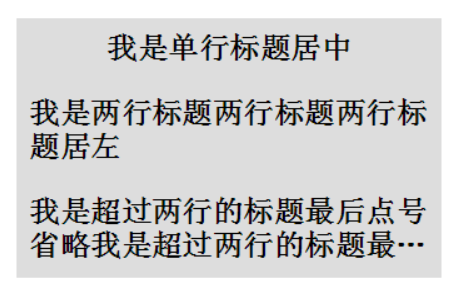 我是单行标题居中
我是两行标题两行标题两行标
题居左
我是超过两行的标题最后点号
省略我是超过两行的标题最…